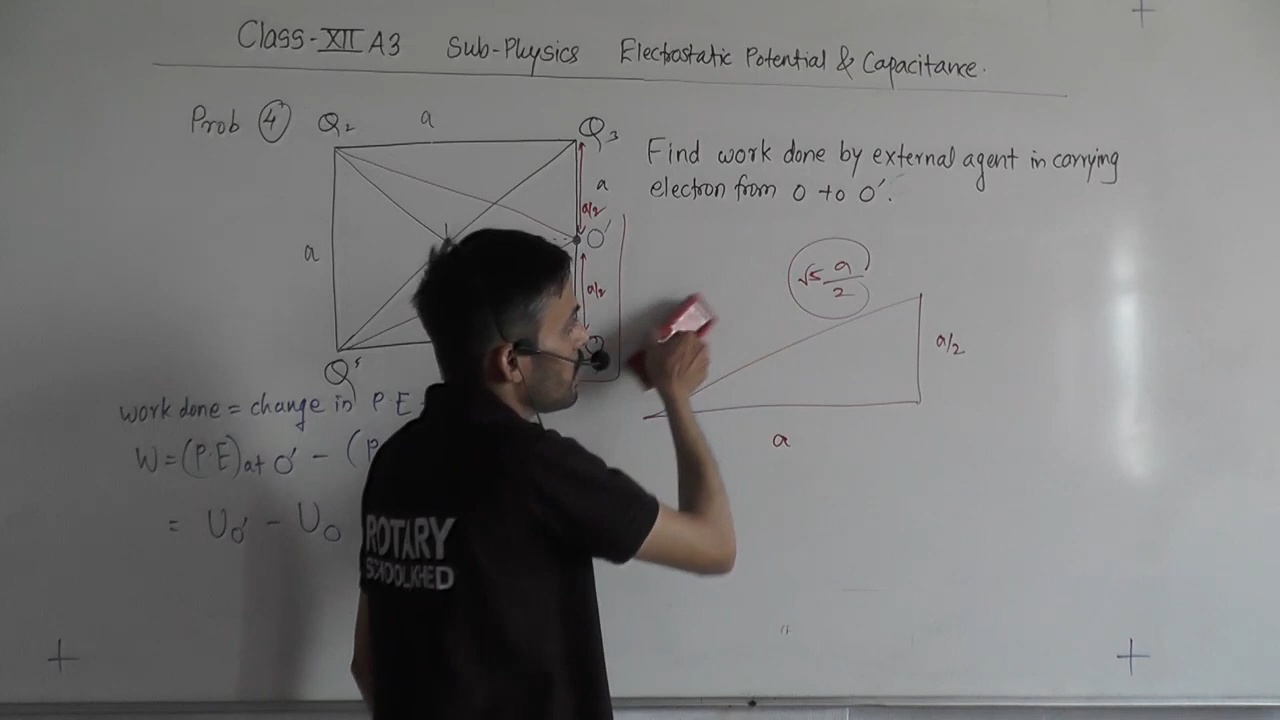 Class-XII A3 Sub-Physics Electrostatic Potential & Capacitance.
Prob 4
Q2
a
Q3
Find work done by external agent in carrying
electron from O to O'.
a
a/2
a
O'
a/2
√5 a/2
a/2
a
work done = change in P.E
W = (P.E) at O' - (P
= U_O' - U_O
ROTARY